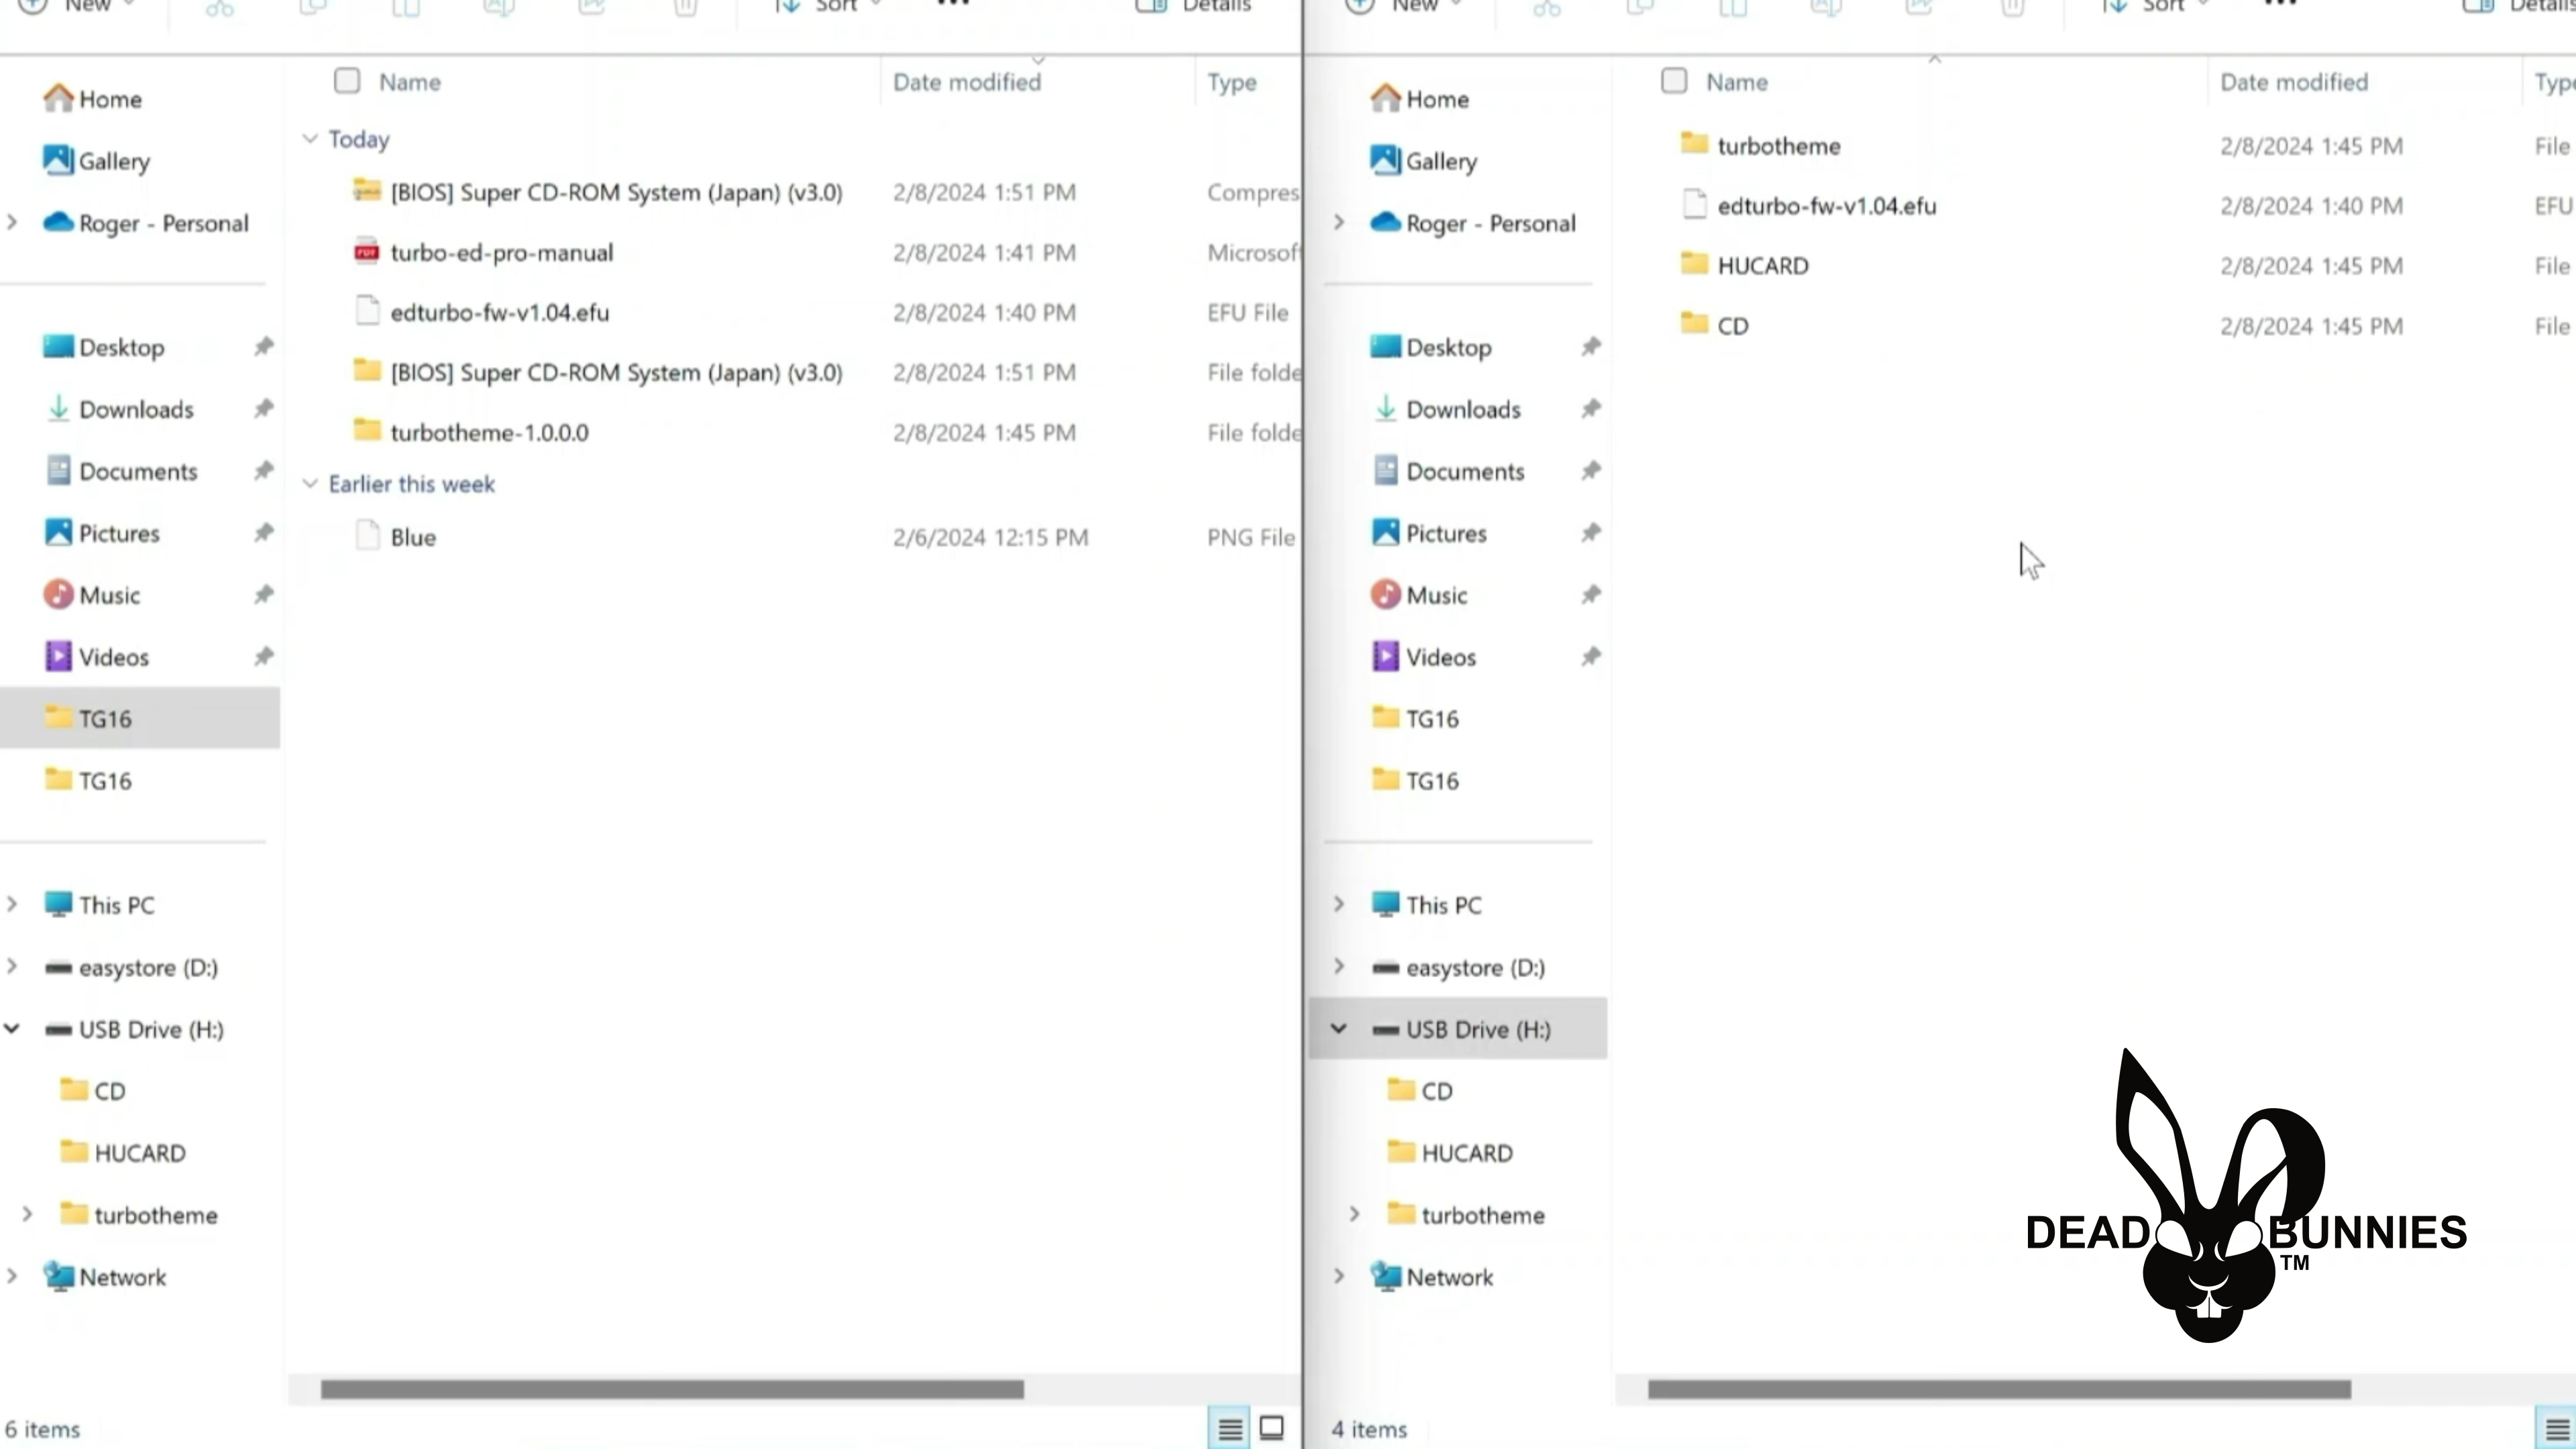 New
Sort
Details
Home
Gallery
Roger - Personal
Desktop
Downloads
Documents
Pictures
Music
Videos
TG16
TG16
This PC
easystore (D:)
USB Drive (H:)
CD
HUCARD
turbotheme
Network
6 items
Name Date modified Type
Today
[BIOS] Super CD-ROM System (Japan) (v3.0) 2/8/2024 1:51 PM Compres
turbo-ed-pro-manual 2/8/2024 1:41 PM Microsoft
edturbo-fw-v1.04.efu 2/8/2024 1:40 PM EFU File
[BIOS] Super CD-ROM System (Japan) (v3.0) 2/8/2024 1:51 PM File folde
turbotheme-1.0.0.0 2/8/2024 1:45 PM File folde
Earlier this week
Blue 2/6/2024 12:15 PM PNG File
New
Sort
Details
Home
Gallery
Roger - Personal
Desktop
Downloads
Documents
Pictures
Music
Videos
TG16
TG16
This PC
easystore (D:)
USB Drive (H:)
CD
HUCARD
turbotheme
Network
4 items
Name Date modified Type
turbotheme 2/8/2024 1:45 PM File
edturbo-fw-v1.04.efu 2/8/2024 1:40 PM EFU
HUCARD 2/8/2024 1:45 PM File
CD 2/8/2024 1:45 PM File
DEAD BUNNIES
TM